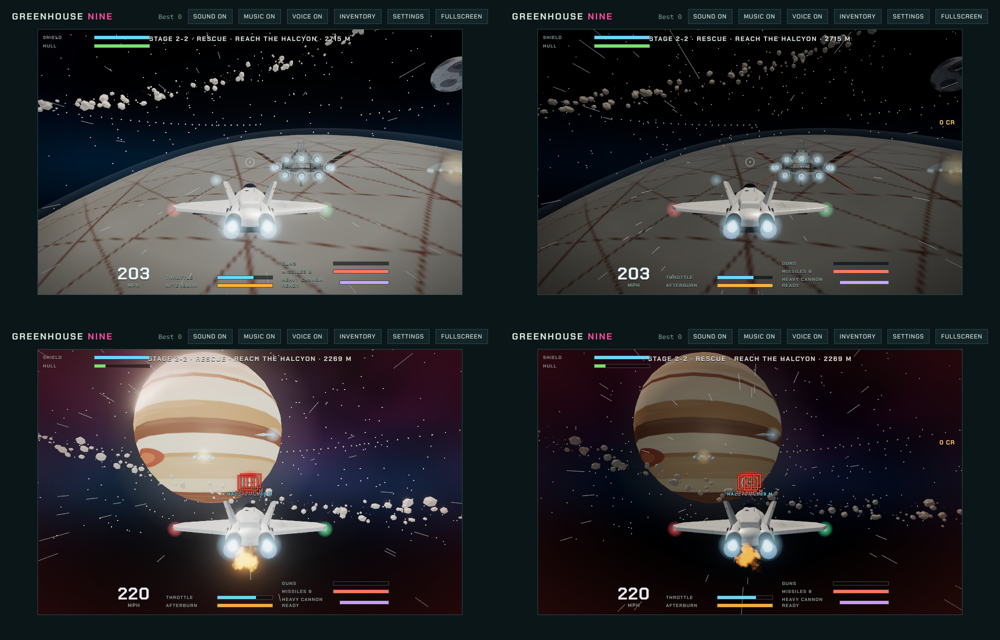 GREENHOUSE NINE Best 0 SOUND ON MUSIC ON VOICE ON INVENTORY SETTINGS FULLSCREEN
SHIELD
HULL
STAGE 2-2 · RESCUE · REACH THE HALCYON · 2715 M
203
MPH
THROTTLE
AFTERBURN
GUNS
MISSILES 8
HEAVY CANNON
READY
GREENHOUSE NINE Best 0 SOUND ON MUSIC ON VOICE ON INVENTORY SETTINGS FULLSCREEN
SHIELD
HULL
STAGE 2-2 · RESCUE · REACH THE HALCYON · 2715 M
0 CR
203
MPH
THROTTLE
AFTERBURN
GUNS
MISSILES 8
HEAVY CANNON
READY
GREENHOUSE NINE Best 0 SOUND ON MUSIC ON VOICE ON INVENTORY SETTINGS FULLSCREEN
SHIELD
HULL
STAGE 2-2 · RESCUE · REACH THE HALCYON · 2269 M
220
MPH
THROTTLE
AFTERBURN
GUNS
MISSILES 8
HEAVY CANNON
READY
GREENHOUSE NINE Best 0 SOUND ON MUSIC ON VOICE ON INVENTORY SETTINGS FULLSCREEN
SHIELD
HULL
STAGE 2-2 · RESCUE · REACH THE HALCYON · 2269 M
0 CR
220
MPH
THROTTLE
AFTERBURN
GUNS
MISSILES 8
HEAVY CANNON
READY